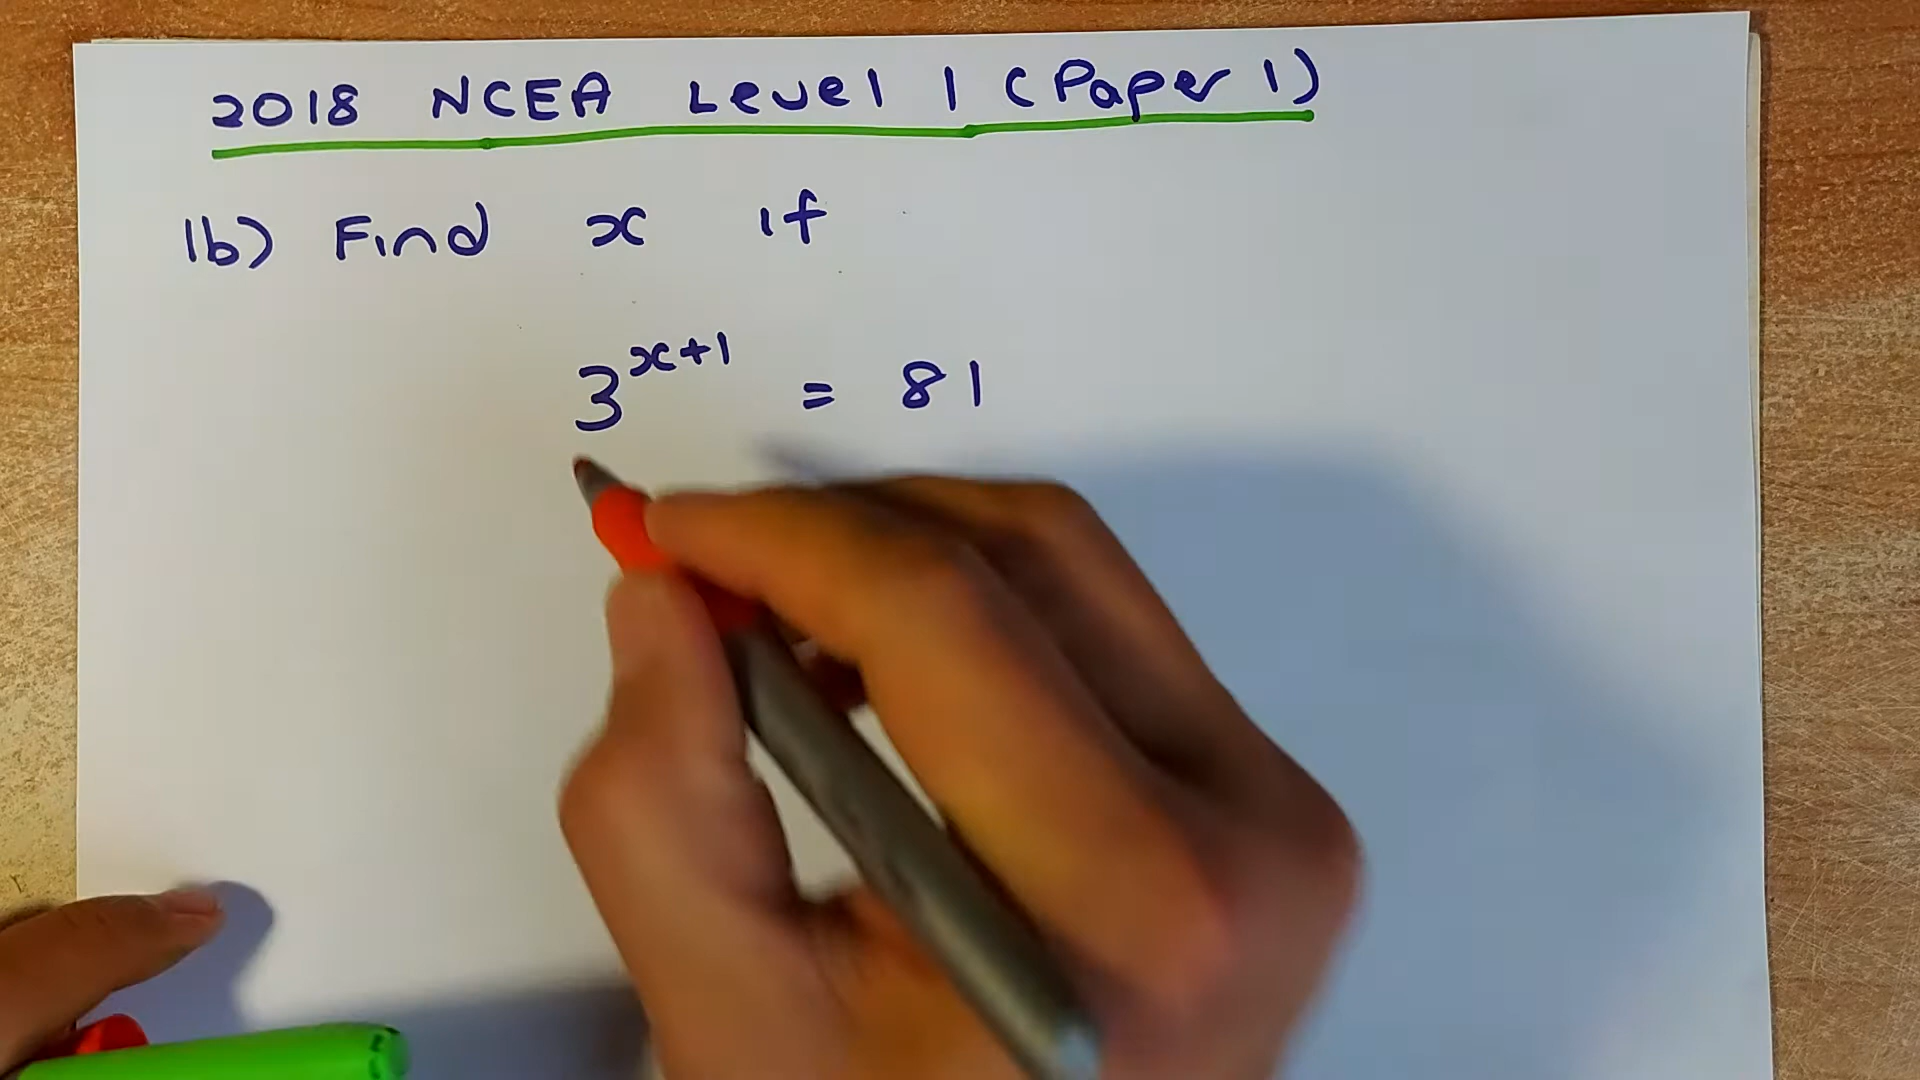 2018 NCEA Level 1 (Paper 1)
1b) Find x if
3^{x+1} = 81